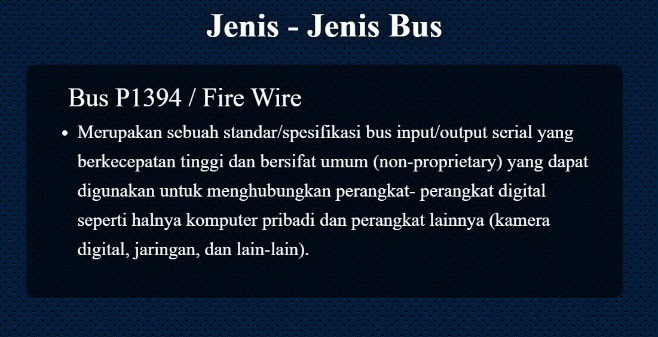 Jenis - Jenis Bus
Bus P1394 / Fire Wire
• Merupakan sebuah standar/spesifikasi bus input/output serial yang
berkecepatan tinggi dan bersifat umum (non-proprietary) yang dapat
digunakan untuk menghubungkan perangkat- perangkat digital
seperti halnya komputer pribadi dan perangkat lainnya (kamera
digital, jaringan, dan lain-lain).